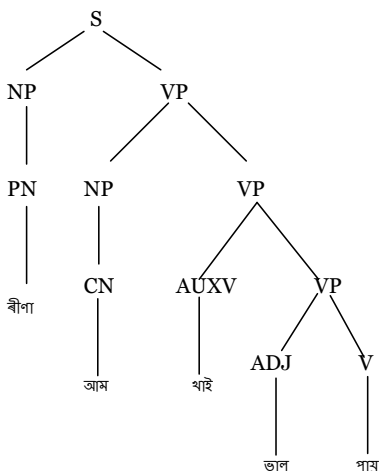 S
NP VP
PN NP VP
ৰীণা CN AUXV VP
আম খাই ADJ V
ভাল পায়